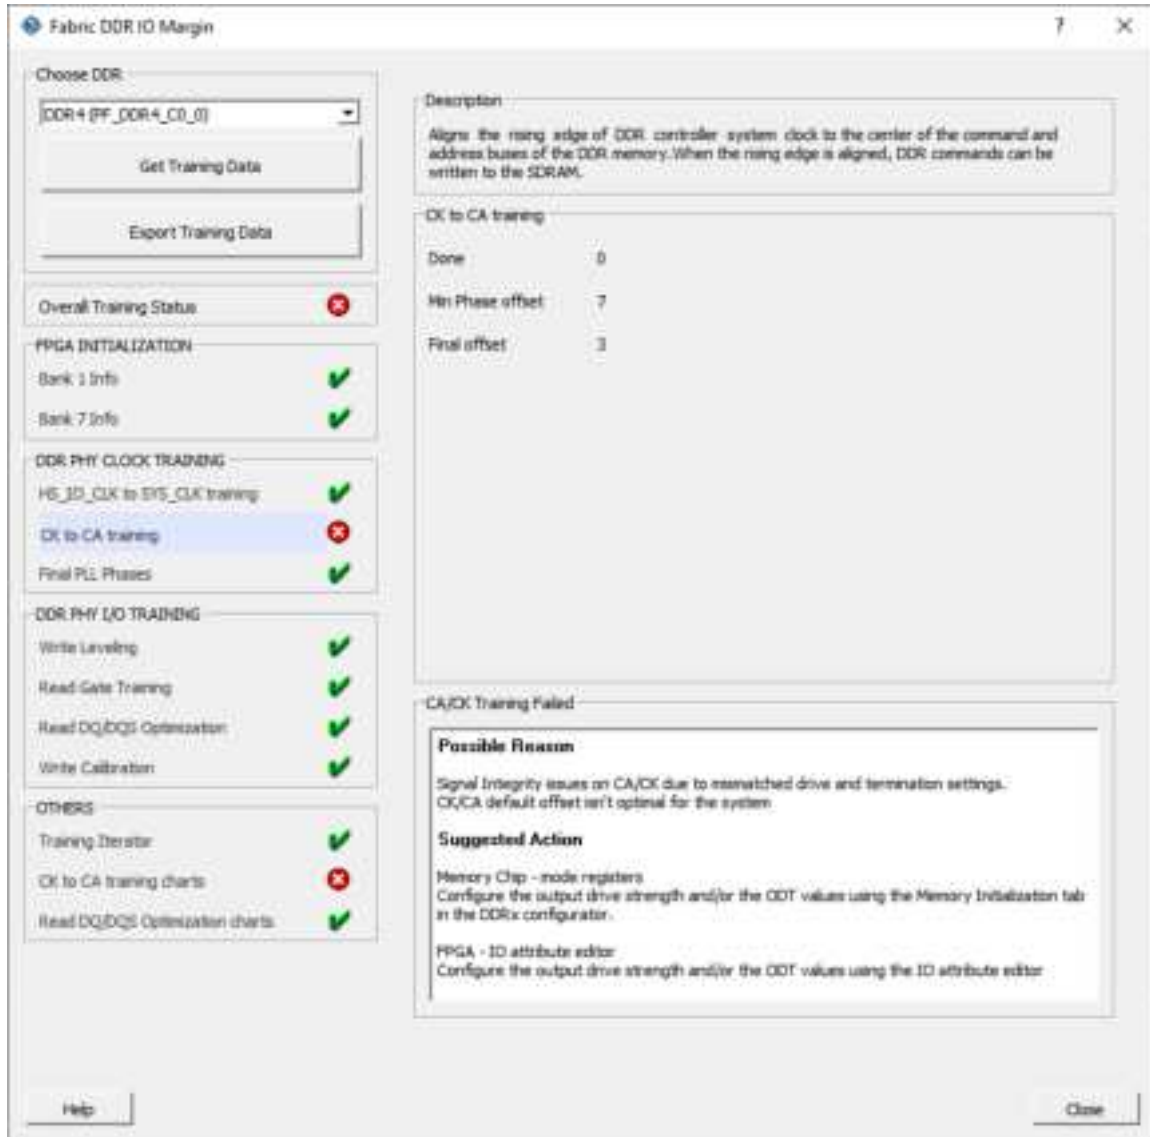 Fabric DDR IO Margin
?
Choose DDR
DDR4 (PF_DDR4_C0_0)
Get Training Data
Export Training Data
Overall Training Status
FPGA INITIALIZATION
Bank 1 Info
Bank 7 Info
DDR PHY CLOCK TRAINING
HS_IO_CLK to SYS_CLK training
CK to CA training
Final PLL Phases
DDR PHY I/O TRAINING
Write Leveling
Read Gate Training
Read DQ/DQS Optimization
Write Calibration
OTHERS
Training Iterator
CK to CA training charts
Read DQ/DQS Optimization charts
Description
Aligns the rising edge of DDR controller system clock to the center of the command and
address buses of the DDR memory.When the rising edge is aligned, DDR commands can be
written to the SDRAM.
CK to CA training
Done 0
Min Phase offset 7
Final offset 3
CA/CK Training Failed
Possible Reason
Signal Integrity issues on CA/CK due to mismatched drive and termination settings.
CK/CA default offset isn't optimal for the system
Suggested Action
Memory Chip - mode registers
Configure the output drive strength and/or the ODT values using the Memory Initialization tab
in the DDRx configurator.
FPGA - IO attribute editor
Configure the output drive strength and/or the ODT values using the IO attribute editor
Help
Close